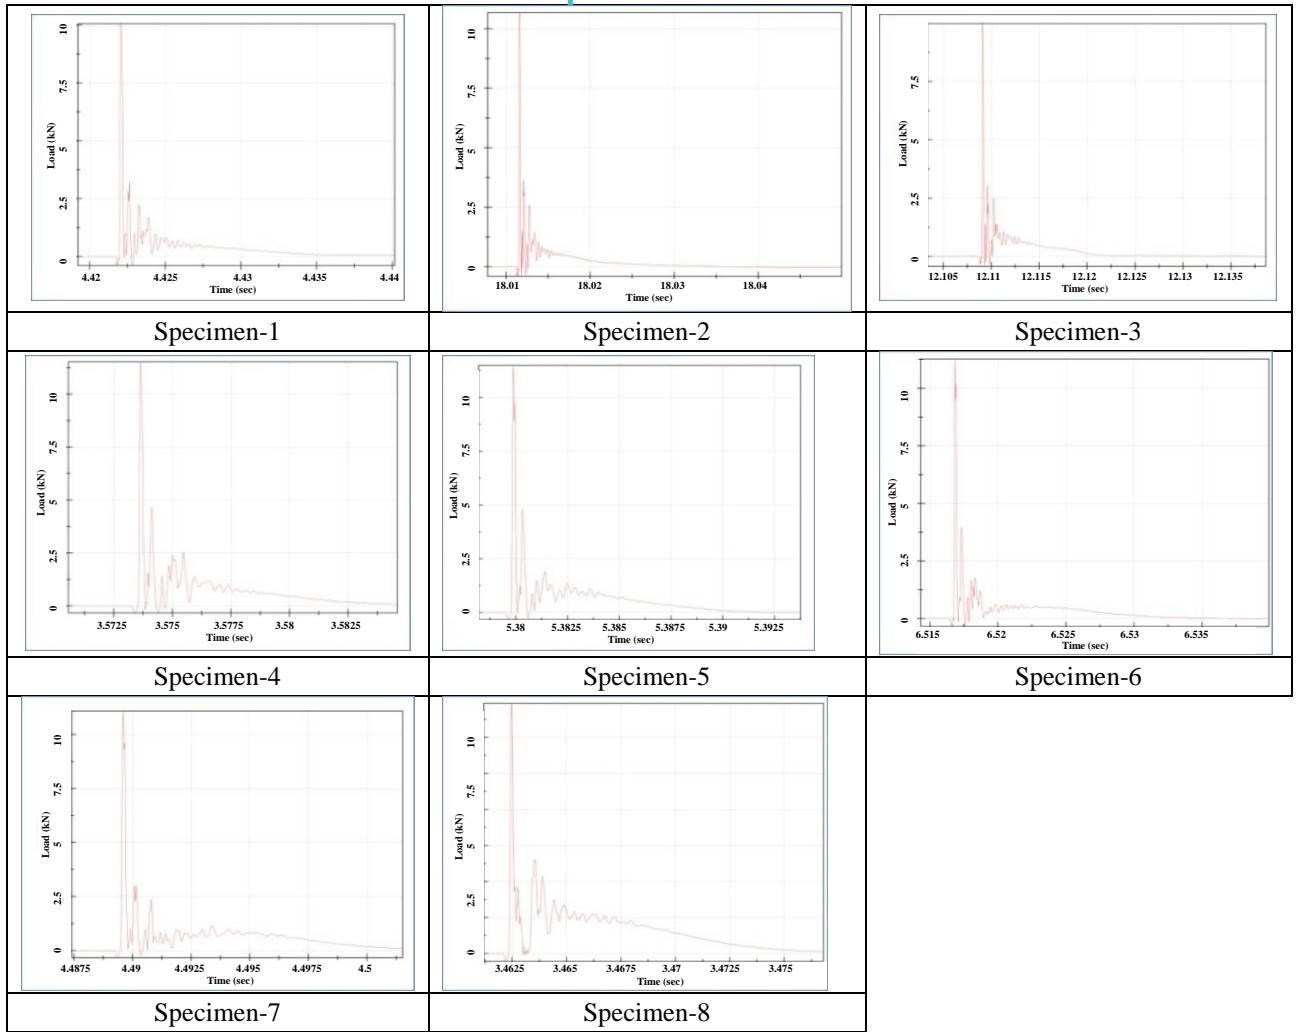 10
7.5
5
2.5
0
Load (kN)
4.42 4.425 4.43 4.435 4.44
Time (sec)
Specimen-1
10
7.5
5
2.5
0
Load (kN)
18.01 18.02 18.03 18.04
Time (sec)
Specimen-2
7.5
5
2.5
0
Load (kN)
12.105 12.11 12.115 12.12 12.125 12.13 12.135
Time (sec)
Specimen-3
10
7.5
5
2.5
0
Load (kN)
3.5725 3.575 3.5775 3.58 3.5825
Time (sec)
Specimen-4
10
7.5
5
2.5
0
Load (kN)
5.38 5.3825 5.385 5.3875 5.39 5.3925
Time (sec)
Specimen-5
10
7.5
5
2.5
0
Load (kN)
6.515 6.52 6.525 6.53 6.535
Time (sec)
Specimen-6
10
7.5
5
2.5
0
Load (kN)
4.4875 4.49 4.4925 4.495 4.4975 4.5
Time (sec)
Specimen-7
10
7.5
5
2.5
0
Load (kN)
3.4625 3.465 3.4675 3.47 3.4725 3.475
Time (sec)
Specimen-8